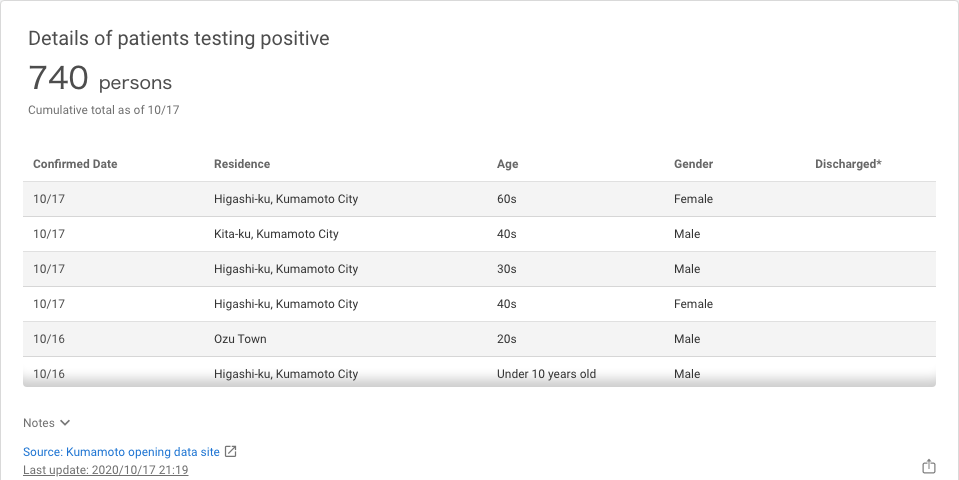 Details of patients testing positive
740 persons
Cumulative total as of 10/17
Confirmed Date Residence Age Gender Discharged*
10/17 Higashi-ku, Kumamoto City 60s Female
10/17 Kita-ku, Kumamoto City 40s Male
10/17 Higashi-ku, Kumamoto City 30s Male
10/17 Higashi-ku, Kumamoto City 40s Female
10/16 Ozu Town 20s Male
10/16 Higashi-ku, Kumamoto City Under 10 years old Male
Notes
Source: Kumamoto opening data site
Last update: 2020/10/17 21:19